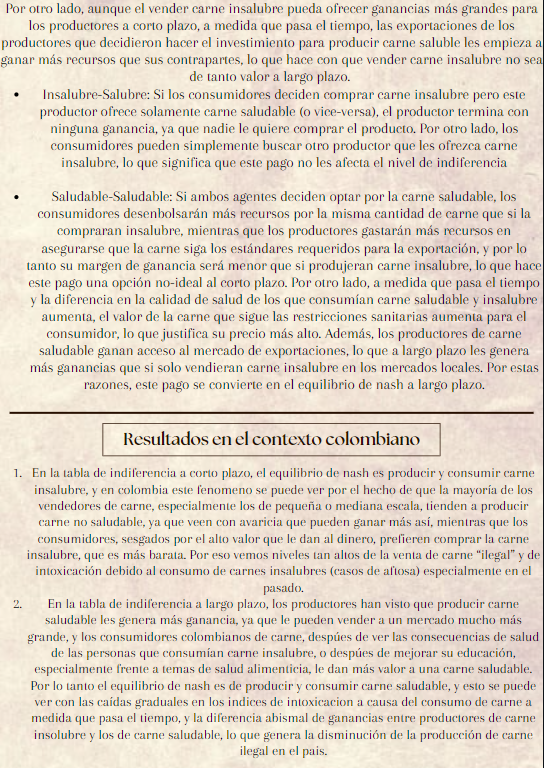 Por otro lado, aunque el vender carne insalubre pueda ofrecer ganancias más grandes para
los productores a corto plazo, a medida que pasa el tiempo, las exportaciones de los
productores que decidieron hacer el investimiento para producir carne saluble les empieza a
ganar más recursos que sus contrapartes, lo que hace con que vender carne insalubre no sea
de tanto valor a largo plazo.
• Insalubre-Salubre: Si los consumidores deciden comprar carne insalubre pero este
productor ofrece solamente carne saludable (o vice-versa), el productor termina con
ninguna ganancia, ya que nadie le quiere comprar el producto. Por otro lado, los
consumidores pueden simplemente buscar otro productor que les ofrezca carne
insalubre, lo que significa que este pago no les afecta el nivel de indiferencia
• Saludable-Saludable: Si ambos agentes deciden optar por la carne saludable, los
consumidores desenbolsarán más recursos por la misma cantidad de carne que si la
compraran insalubre, mientras que los productores gastarán más recursos en
asegurarse que la carne siga los estándares requeridos para la exportación, y por lo
tanto su margen de ganancia será menor que si produjeran carne insalubre, lo que hace
este pago una opción no-ideal al corto plazo. Por otro lado, a medida que pasa el tiempo
y la diferencia en la calidad de salud de los que consumían carne saludable y insalubre
aumenta, el valor de la carne que sigue las restricciones sanitarias aumenta para el
consumidor, lo que justifica su precio más alto. Además, los productores de carne
saludable ganan acceso al mercado de exportaciones, lo que a largo plazo les genera
más ganancias que si solo vendieran carne insalubre en los mercados locales. Por estas
razones, este pago se convierte en el equilibrio de nash a largo plazo.
Resultados en el contexto colombiano
1. En la tabla de indiferencia a corto plazo, el equilibrio de nash es producir y consumir carne
insalubre, y en colombia este fenomeno se puede ver por el hecho de que la mayoría de los
vendedores de carne, especialmente los de pequeña o mediana escala, tienden a producir
carne no saludable, ya que veen con avaricia que pueden ganar más así, mientras que los
consumidores, sesgados por el alto valor que le dan al dinero, prefieren comprar la carne
insalubre, que es más barata. Por eso vemos niveles tan altos de la venta de carne “ilegal” y de
intoxicación debido al consumo de carnes insalubres (casos de aftosa) especialmente en el
pasado.
2. En la tabla de indiferencia a largo plazo, los productores han visto que producir carne
saludable les genera más ganancia, ya que le pueden vender a un mercado mucho más
grande, y los consumidores colombianos de carne, despúes de ver las consecuencias de salud
de las personas que consumían carne insalubre, o despúes de mejorar su educación,
especialmente frente a temas de salud alimenticia, le dan más valor a una carne saludable.
Por lo tanto el equilibrio de nash es de producir y consumir carne saludable, y esto se puede
ver con las caídas graduales en los indices de intoxicacion a causa del consumo de carne a
medida que pasa el tiempo, y la diferencia abismal de ganancias entre productores de carne
insolubre y los de carne saludable, lo que genera la disminución de la producción de carne
ilegal en el pais.